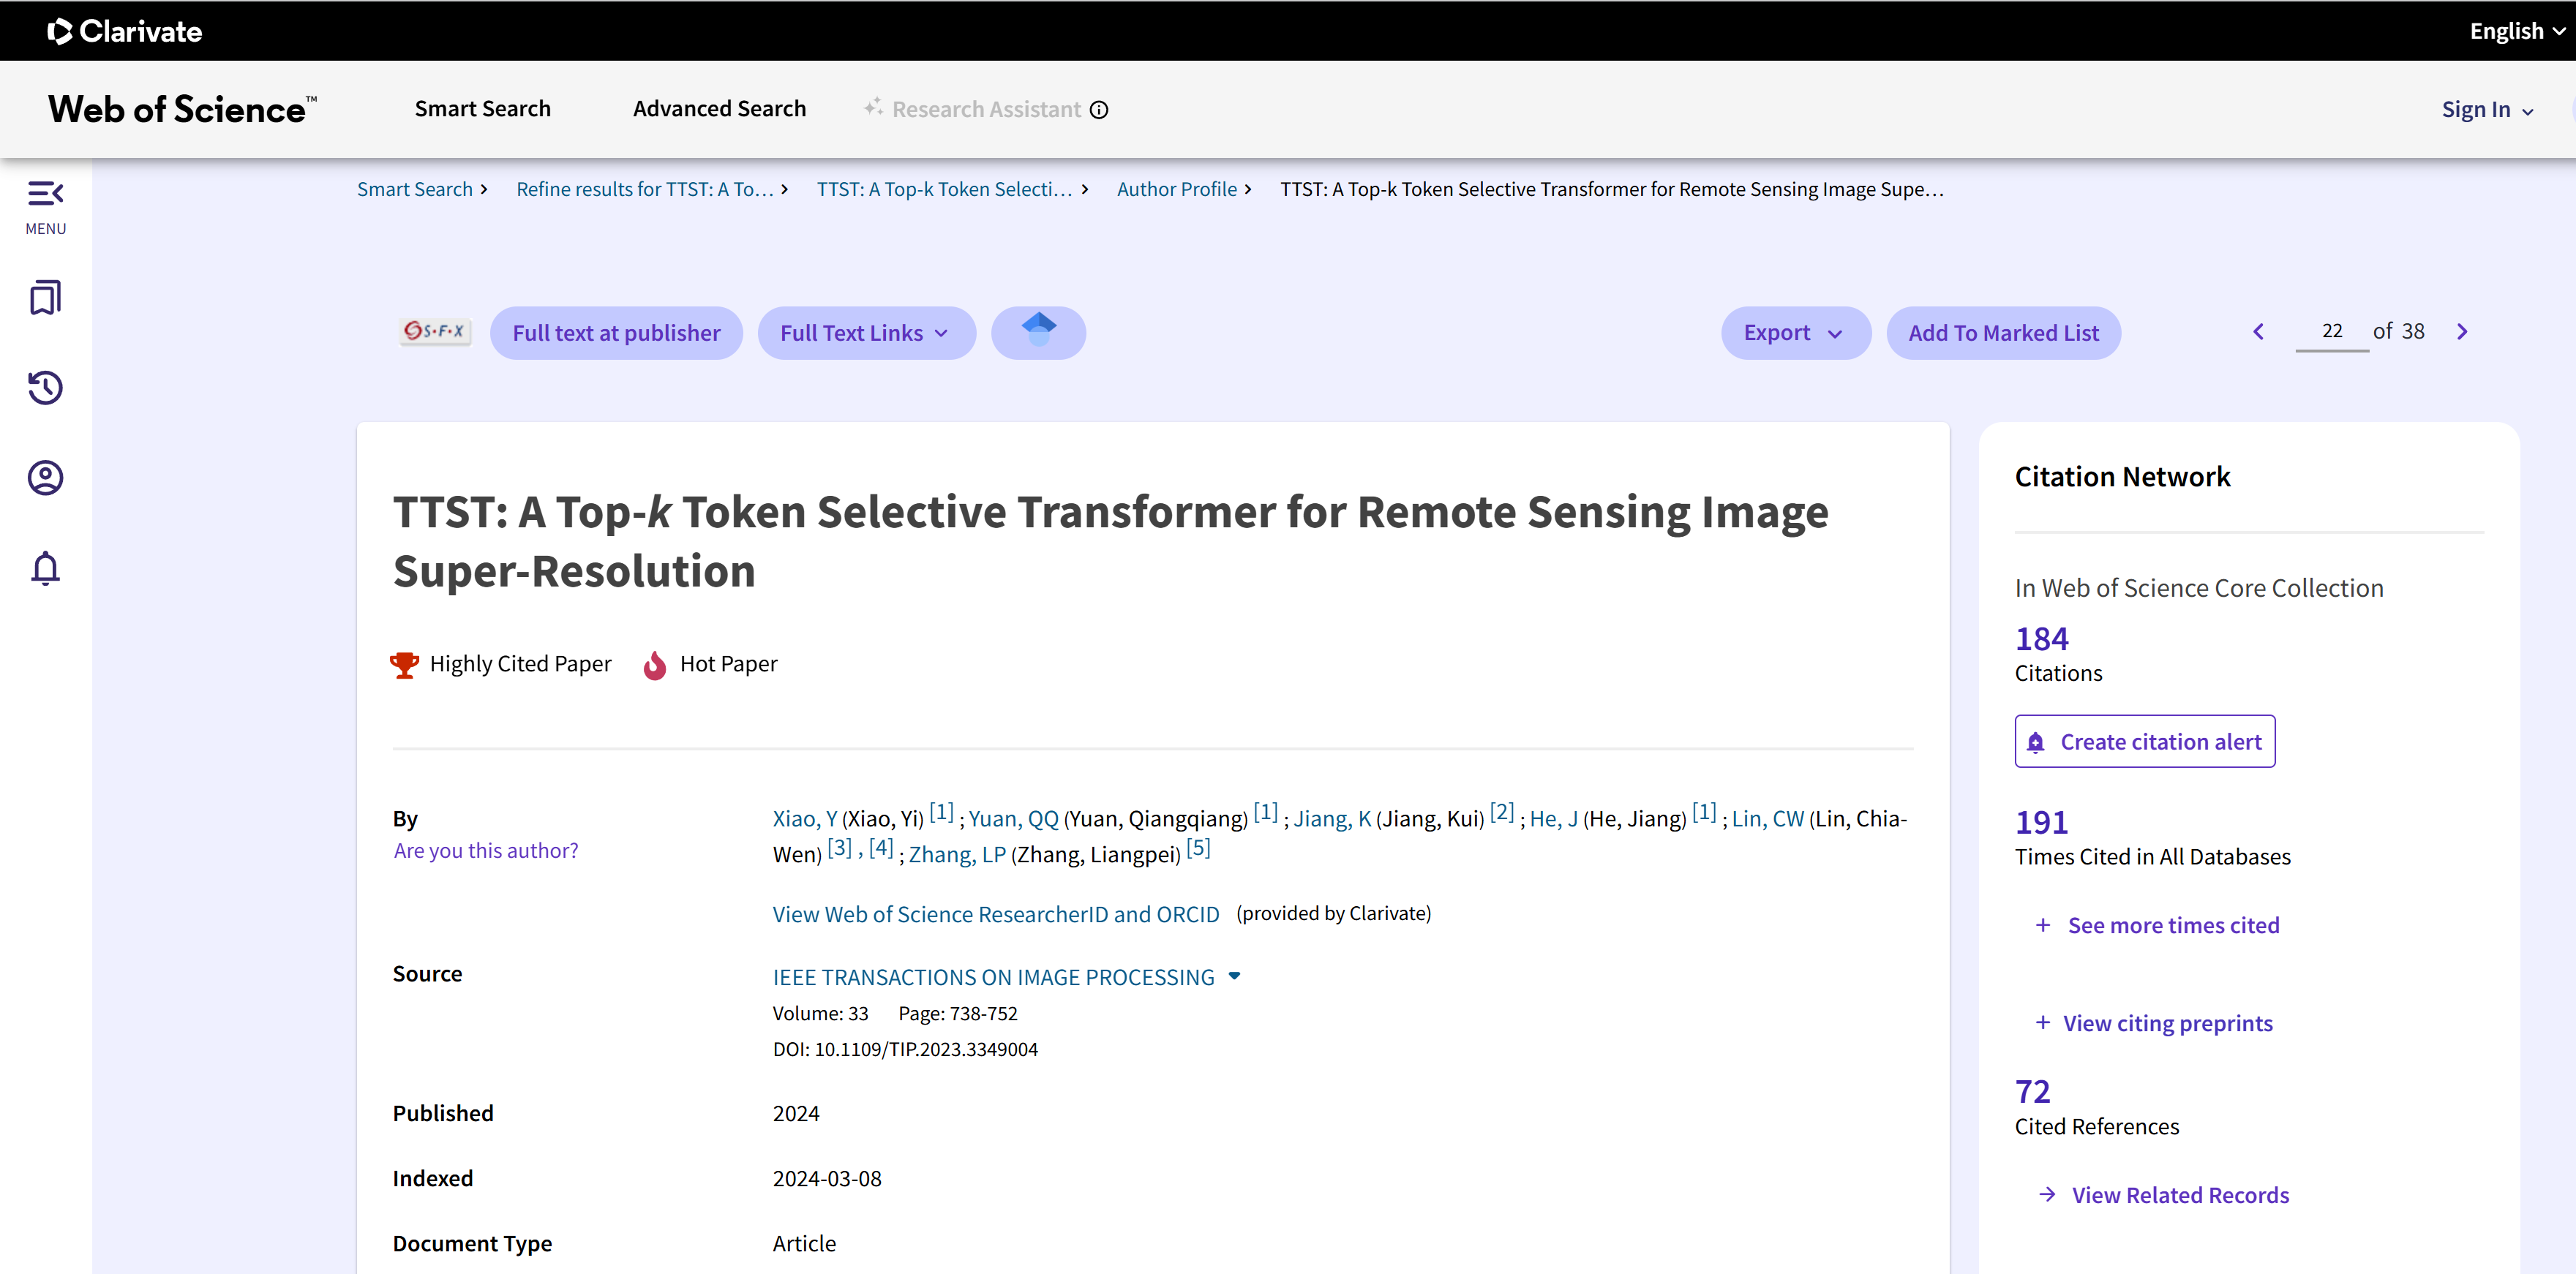 Clarivate
English
Web of Science™
Smart Search
Advanced Search
Research Assistant
Sign In
MENU
Smart Search > Refine results for TTST: A To… > TTST: A Top-k Token Selecti… > Author Profile > TTST: A Top-k Token Selective Transformer for Remote Sensing Image Supe…
S·F·X
Full text at publisher
Full Text Links
Export
Add To Marked List
22 of 38
TTST: A Top-k Token Selective Transformer for Remote Sensing Image
Super-Resolution
Highly Cited Paper
Hot Paper
By
Are you this author?
Xiao, Y (Xiao, Yi) [1] ; Yuan, QQ (Yuan, Qiangqiang) [1] ; Jiang, K (Jiang, Kui) [2] ; He, J (He, Jiang) [1] ; Lin, CW (Lin, Chia-
Wen) [3] , [4] ; Zhang, LP (Zhang, Liangpei) [5]
View Web of Science ResearcherID and ORCID (provided by Clarivate)
Source
IEEE TRANSACTIONS ON IMAGE PROCESSING
Volume: 33 Page: 738-752
DOI: 10.1109/TIP.2023.3349004
Published
2024
Indexed
2024-03-08
Document Type
Article
Citation Network
In Web of Science Core Collection
184
Citations
Create citation alert
191
Times Cited in All Databases
+ See more times cited
+ View citing preprints
72
Cited References
→ View Related Records